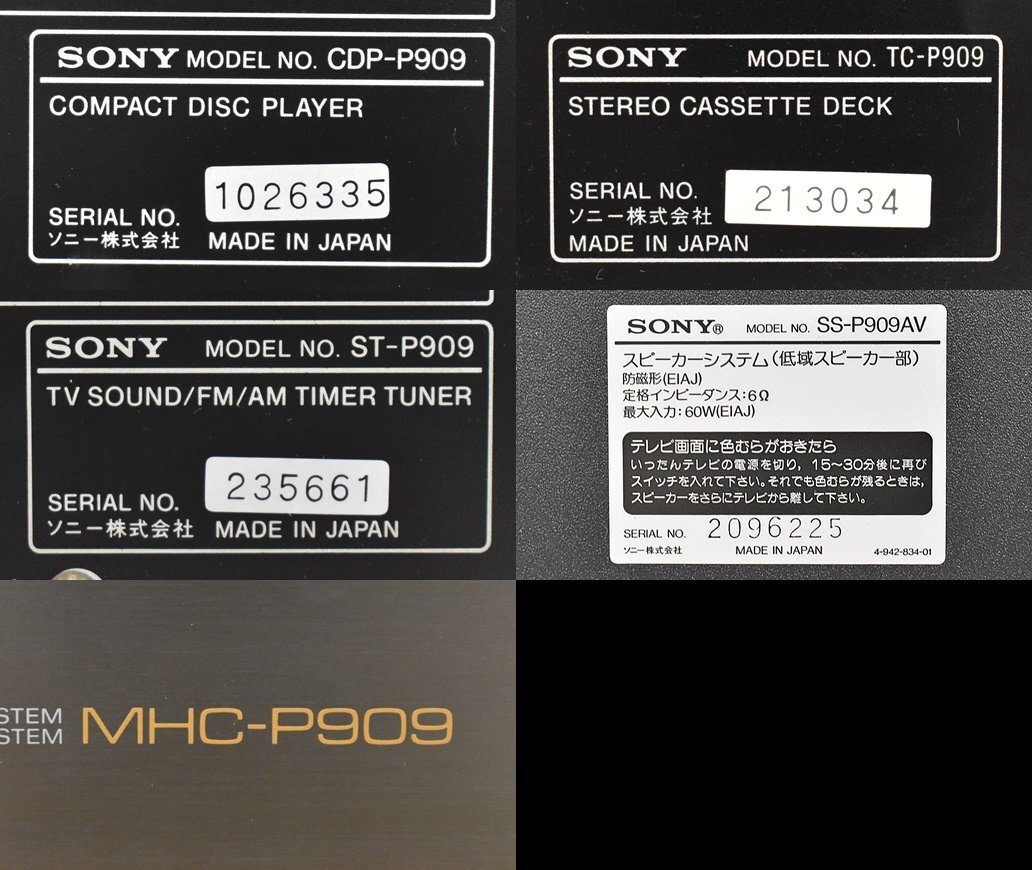 SONY MODEL NO. CDP-P909
COMPACT DISC PLAYER
1026335
SERIAL NO.
ソニー株式会社 MADE IN JAPAN
SONY MODEL NO. TC-P909
STEREO CASSETTE DECK
SERIAL NO. 213034
ソニー株式会社
MADE IN JAPAN
SONY MODEL NO. ST-P909
TV SOUND/FM/AM TIMER TUNER
235661
SERIAL NO.
ソニー株式会社 MADE IN JAPAN
SONY® MODEL NO. SS-P909AV
スピーカーシステム(低域スピーカー部)
防磁形(EIAJ)
定格インピーダンス:6Ω
最大入力:60W(EIAJ)
テレビ画面に色むらがおきたら
いったんテレビの電源を切り, 15〜30分後に再び
スイッチを入れて下さい。それでも色むらが残るときは,
スピーカーをさらにテレビから離して下さい。
SERIAL NO. 2096225
ソニー株式会社 MADE IN JAPAN 4-942-834-01
STEM
STEM
MHC-P909